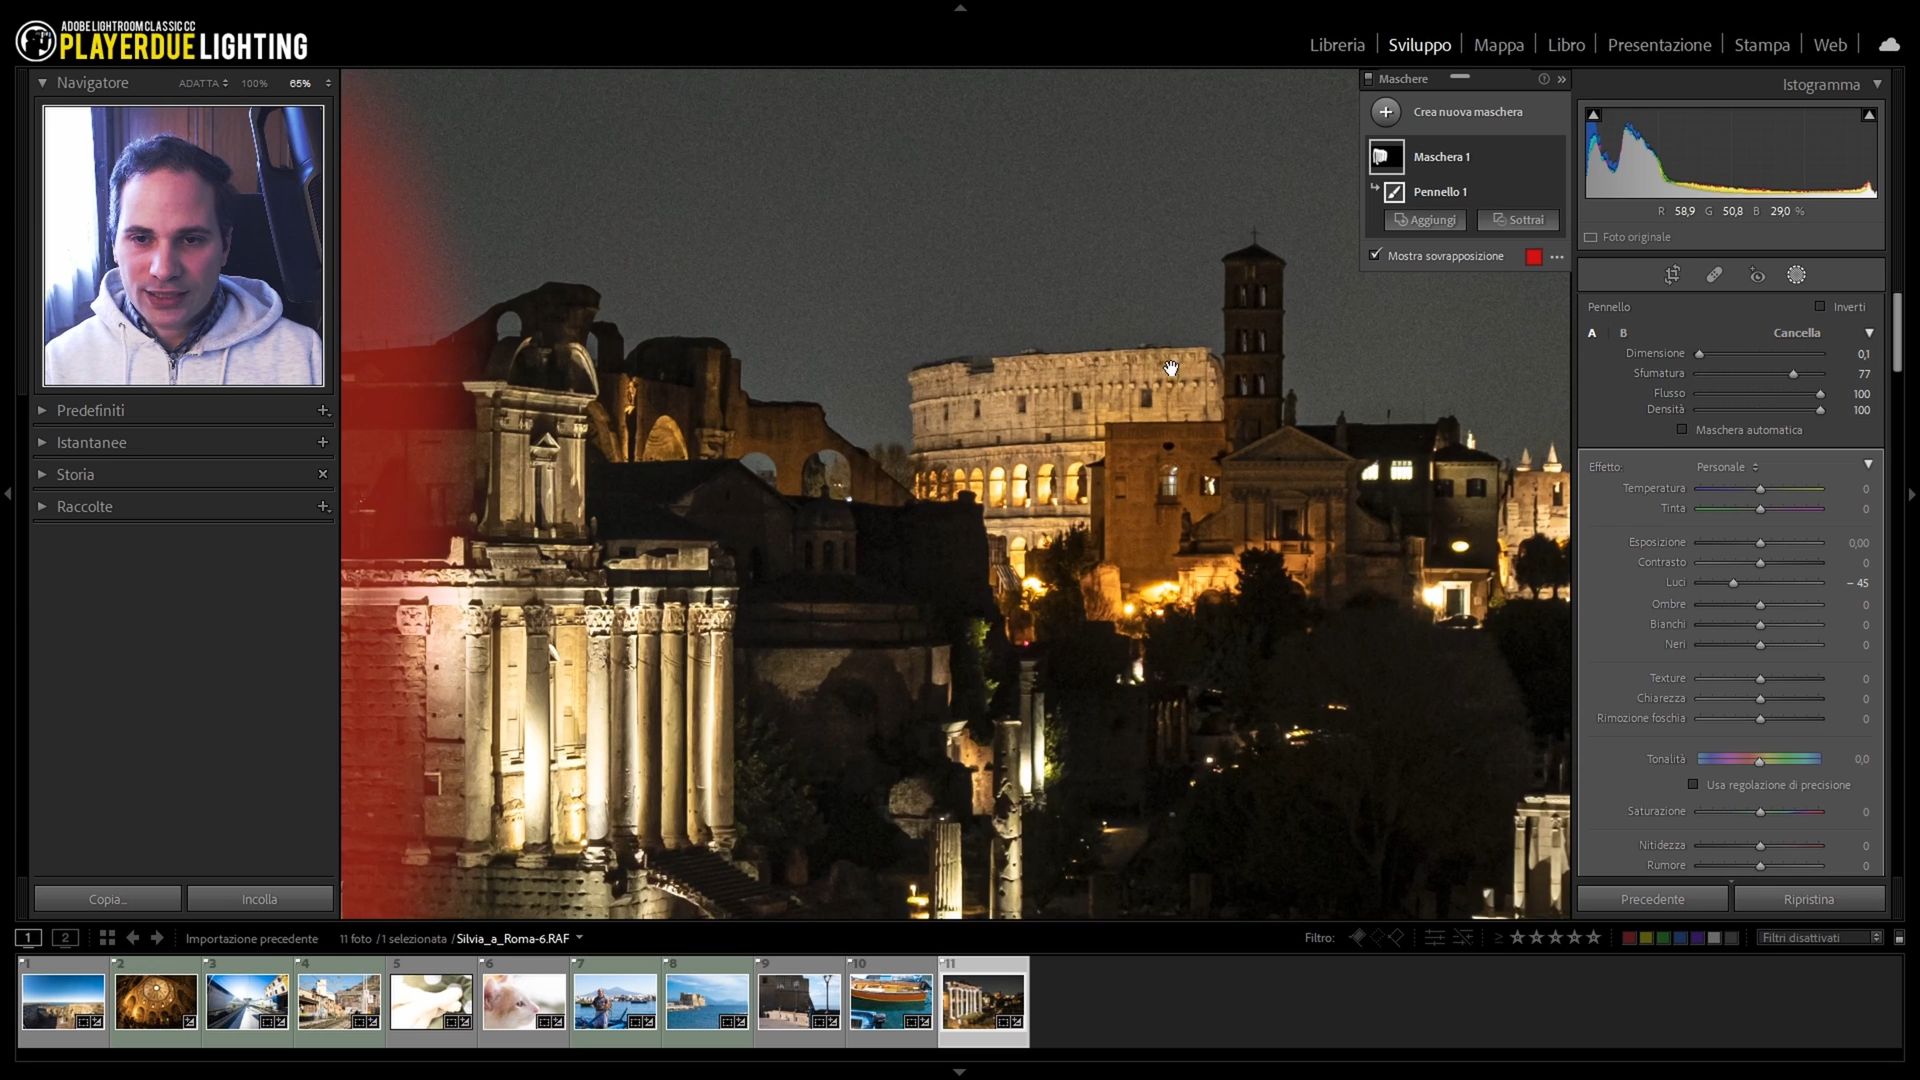 ADOBE LIGHTROOM CLASSIC CC
PLAYERDUE LIGHTING
Libreria | Sviluppo | Mappa | Libro | Presentazione | Stampa | Web |
Navigatore ADATTA 100% 65%
Predefiniti
Istantanee
Storia
Raccolte
Copia...
Incolla
Maschere
Crea nuova maschera
Maschera 1
Pennello 1
Aggiungi
Sottrai
Mostra sovrapposizione
Istogramma
R 58,9 G 50,8 B 29,0 %
Foto originale
Pennello Inverti
A B Cancella
Dimensione 0,1
Sfumatura 77
Flusso 100
Densità 100
Maschera automatica
Effetto: Personale
Temperatura 0
Tinta 0
Esposizione 0,00
Contrasto 0
Luci – 45
Ombre 0
Bianchi 0
Neri 0
Texture 0
Chiarezza 0
Rimozione foschia 0
Tonalità 0,0
Usa regolazione di precisione
Saturazione 0
Nitidezza 0
Rumore 0
Precedente
Ripristina
1 2 Importazione precedente 11 foto / 1 selezionata / Silvia_a_Roma-6.RAF
Filtro: ≥ Filtri disattivati
1 2 3 4 5 6 7 8 9 10 11